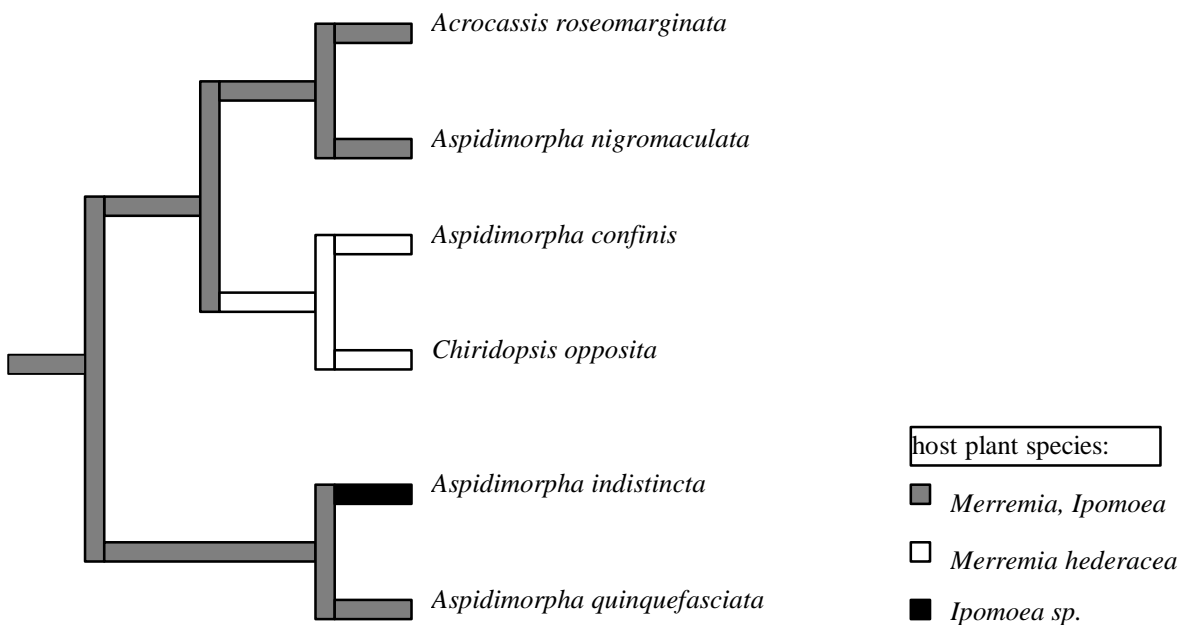 Acrocassis roseomarginata
Aspidimorpha nigromaculata
Aspidimorpha confinis
Chiridopsis opposita
Aspidimorpha indistincta
Aspidimorpha quinquefasciata
host plant species:
Merremia, Ipomoea
Merremia hederacea
Ipomoea sp.